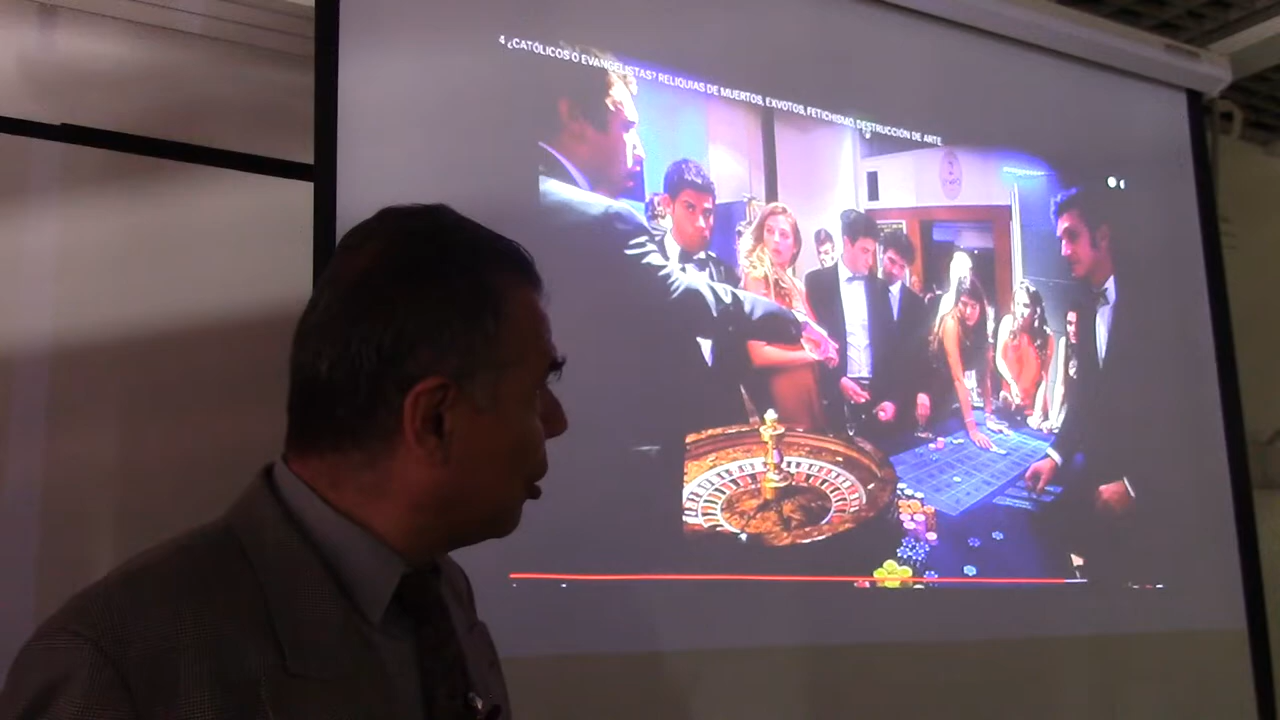 4 ¿CATÓLICOS O EVANGELISTAS? RELIQUIAS DE MUERTOS, EXVOTOS, FETICHISMO, DESTRUCCIÓN DE ARTE